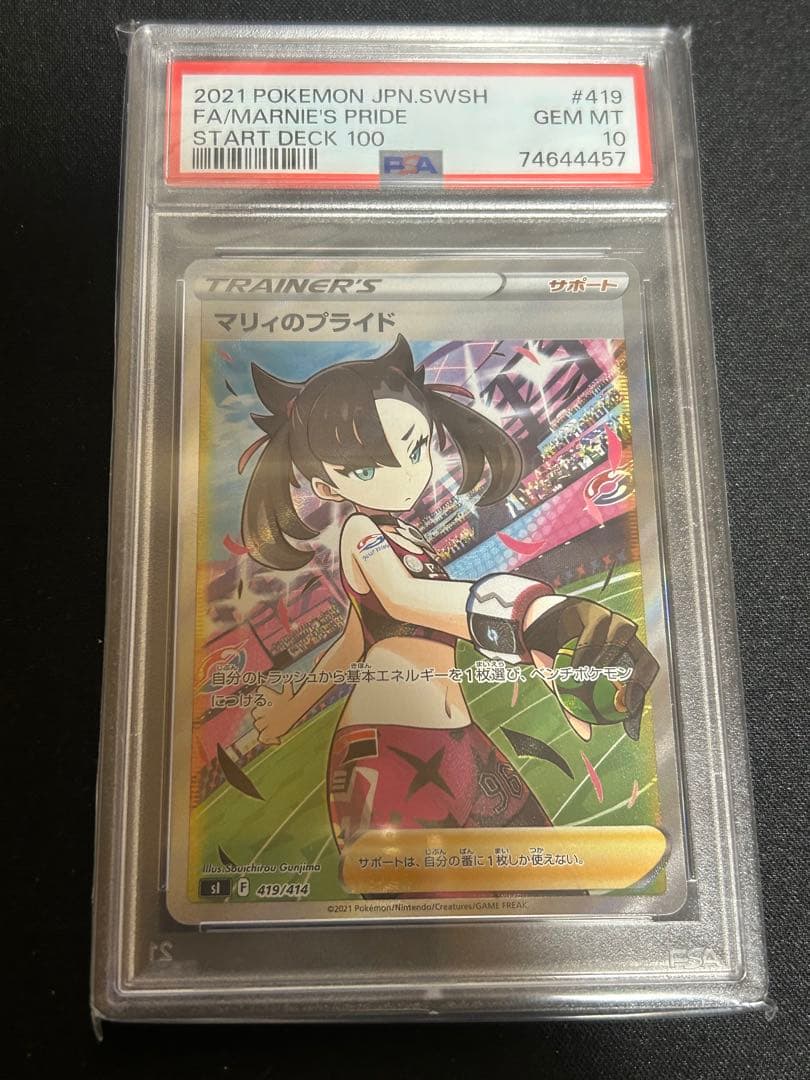 2021 POKEMON JPN.SWSH #419
FA/MARNIE'S PRIDE GEM MT
START DECK 100 10
PSA 74644457
TRAINER'S サポート
マリィのプライド
自分のトラッシュから基本エネルギーを1枚選び、ベンチポケモン
につける。
96
サポートは、自分の番に1枚しか使えない。
Illus. Souichirou Gunjima
sI F 419/414
©2021 Pokémon/Nintendo/Creatures/GAME FREAK
PSA